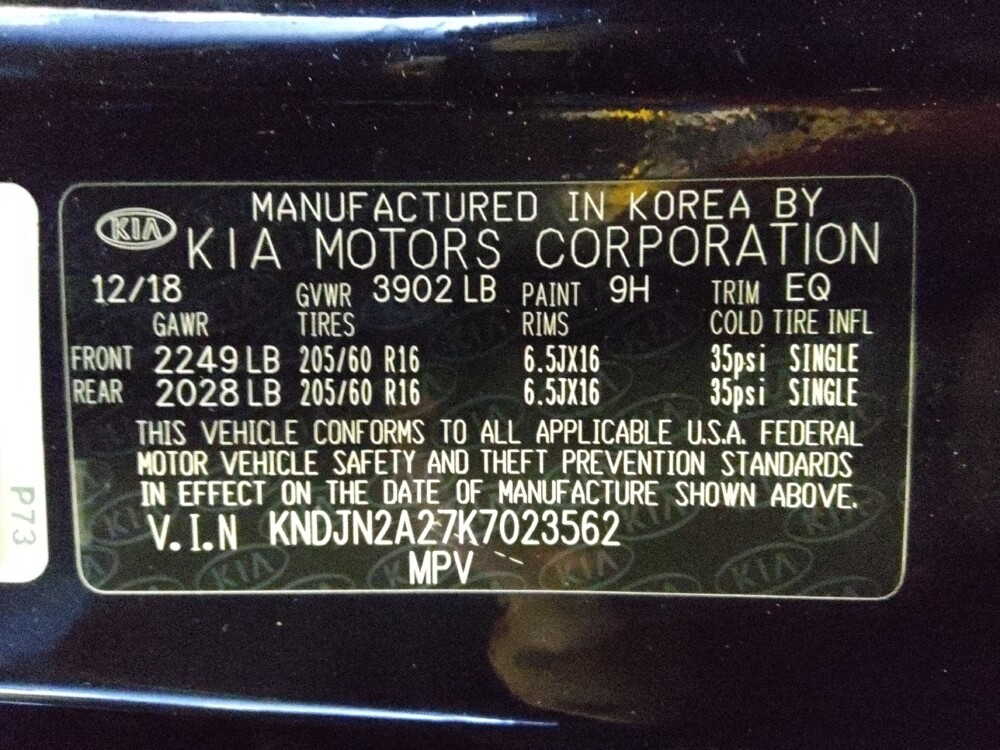 MANUFACTURED IN KOREA BY
KIA KIA MOTORS CORPORATION
12/18 GVWR 3902 LB PAINT 9H TRIM EQ
GAWR TIRES RIMS COLD TIRE INFL
FRONT 2249 LB 205/60 R16 6.5JX16 35psi SINGLE
REAR 2028 LB 205/60 R16 6.5JX16 35psi SINGLE
THIS VEHICLE CONFORMS TO ALL APPLICABLE U.S.A. FEDERAL
MOTOR VEHICLE SAFETY AND THEFT PREVENTION STANDARDS
IN EFFECT ON THE DATE OF MANUFACTURE SHOWN ABOVE.
V.I.N KNDJN2A27K7023562
MPV
P73